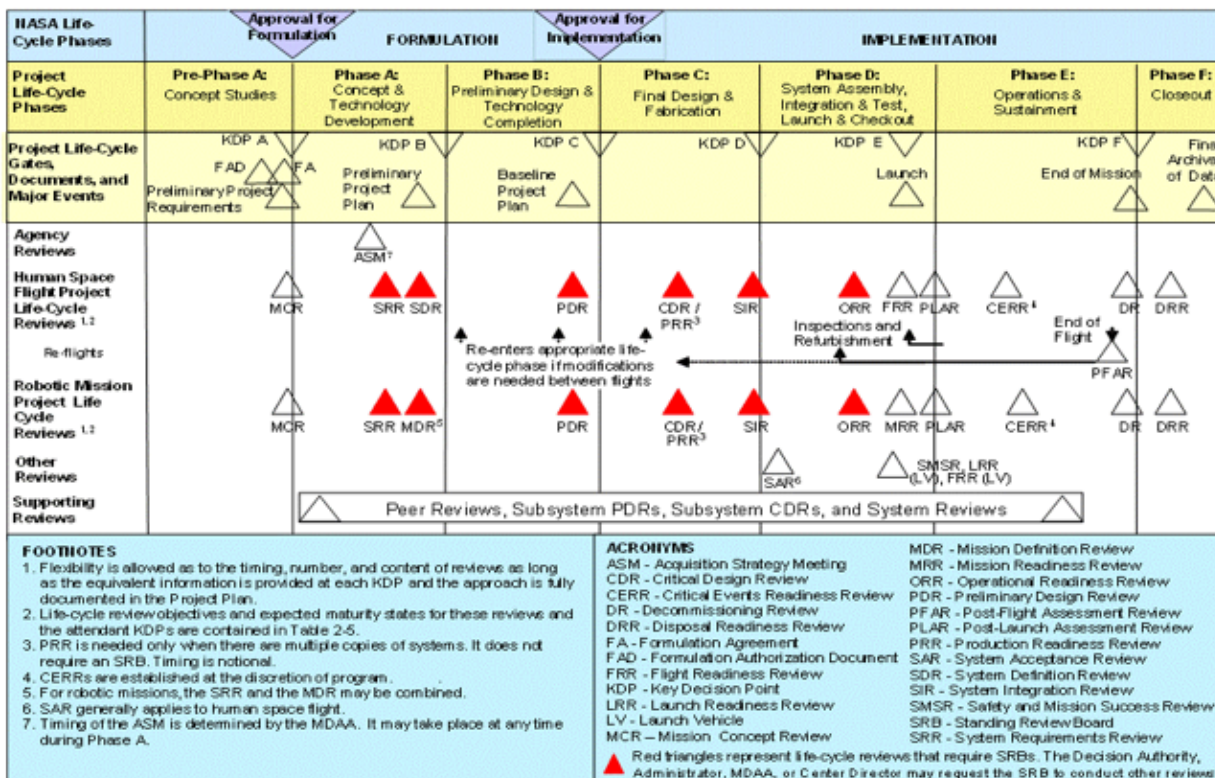 NASA Life-
Cycle Phases
Approval for
Formulation
FORMULATION
Approval for
Implementation
IMPLEMENTATION
Project
Life-Cycle
Phases
Pre-Phase A:
Concept Studies
Phase A:
Concept &
Technology
Development
Phase B:
Preliminary Design &
Technology
Completion
Phase C:
Final Design &
Fabrication
Phase D:
System Assembly,
Integration & Test,
Launch & Checkout
Phase E:
Operations &
Sustainment
Phase F:
Closeout
Project Life-Cycle
Gates,
Documents, and
Major Events
KDP A
FAD
FA
Preliminary Project
Requirements
KDP B
Preliminary
Project
Plan
KDP C
Baseline
Project
Plan
KDP D
KDP E
Launch
KDP F
End of Mission
Final
Archive
of Data
Agency
Reviews
ASM7
Human Space
Flight Project
Life-Cycle
Reviews 1,2
MCR
SRR
SDR
PDR
CDR /
PRR3
SIR
ORR
FRR
PLAR
CERR4
DR
DRR
Re-flights
Re-enters appropriate life-
cycle phase if modifications
are needed between flights
Inspections and
Refurbishment
End of
Flight
PFAR
Robotic Mission
Project Life
Cycle
Reviews 1,2
MCR
SRR
MDR5
PDR
CDR/
PRR3
SIR
ORR
MRR
PLAR
CERR4
DR
DRR
Other
Reviews
SAR6
SMSR, LRR
(LV), FRR (LV)
Supporting
Reviews
Peer Reviews, Subsystem PDRs, Subsystem CDRs, and System Reviews
FOOTNOTES
1. Flexibility is allowed as to the timing, number, and content of reviews as long
as the equivalent information is provided at each KDP and the approach is fully
documented in the Project Plan.
2. Life-cycle review objectives and expected maturity states for these reviews and
the attendant KDPs are contained in Table 2-5.
3. PRR is needed only when there are multiple copies of systems. It does not
require an SRB. Timing is notional.
4. CERRs are established at the discretion of program.
5. For robotic missions, the SRR and the MDR may be combined.
6. SAR generally applies to human space flight.
7. Timing of the ASM is determined by the MDAA. It may take place at any time
during Phase A.
ACRONYMS
ASM - Acquisition Strategy Meeting
CDR - Critical Design Review
CERR - Critical Events Readiness Review
DR - Decommissioning Review
DRR - Disposal Readiness Review
FA - Formulation Agreement
FAD - Formulation Authorization Document
FRR - Flight Readiness Review
KDP - Key Decision Point
LRR - Launch Readiness Review
LV - Launch Vehicle
MCR – Mission Concept Review
MDR - Mission Definition Review
MRR - Mission Readiness Review
ORR - Operational Readiness Review
PDR - Preliminary Design Review
PFAR - Post-Flight Assessment Review
PLAR - Post-Launch Assessment Review
PRR - Production Readiness Review
SAR - System Acceptance Review
SDR - System Definition Review
SIR - System Integration Review
SMSR - Safety and Mission Success Review
SRB - Standing Review Board
SRR - System Requirements Review
Red triangles represent life-cycle reviews that require SRBs. The Decision Authority,
Administrator, MDAA, or Center Director may request the SRB to conduct other reviews